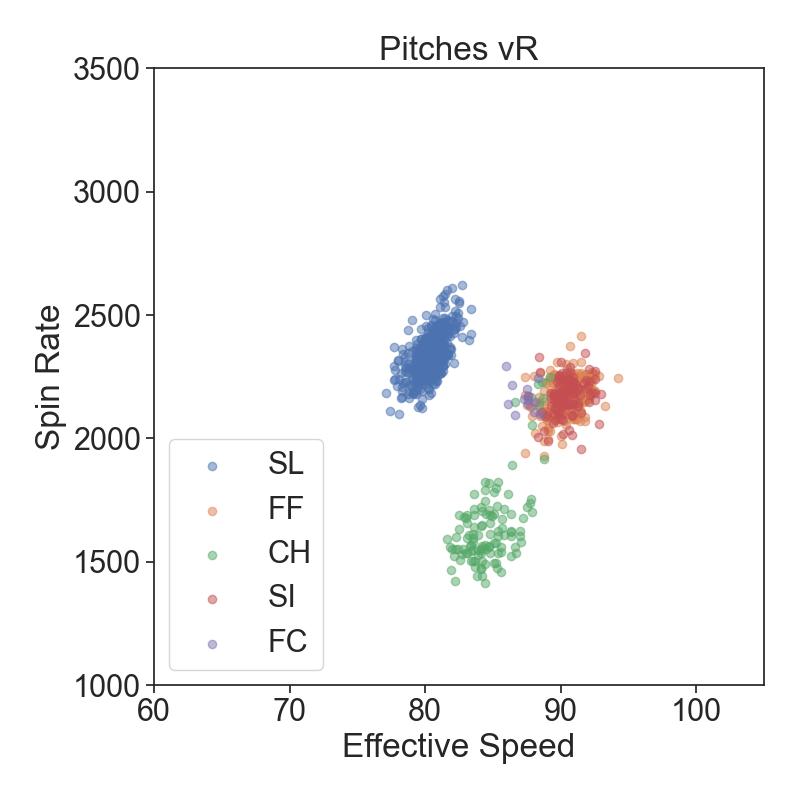 Pitches vR
Spin Rate
3500
3000
2500
2000
1500
1000
SL
FF
CH
SI
FC
60 70 80 90 100
Effective Speed